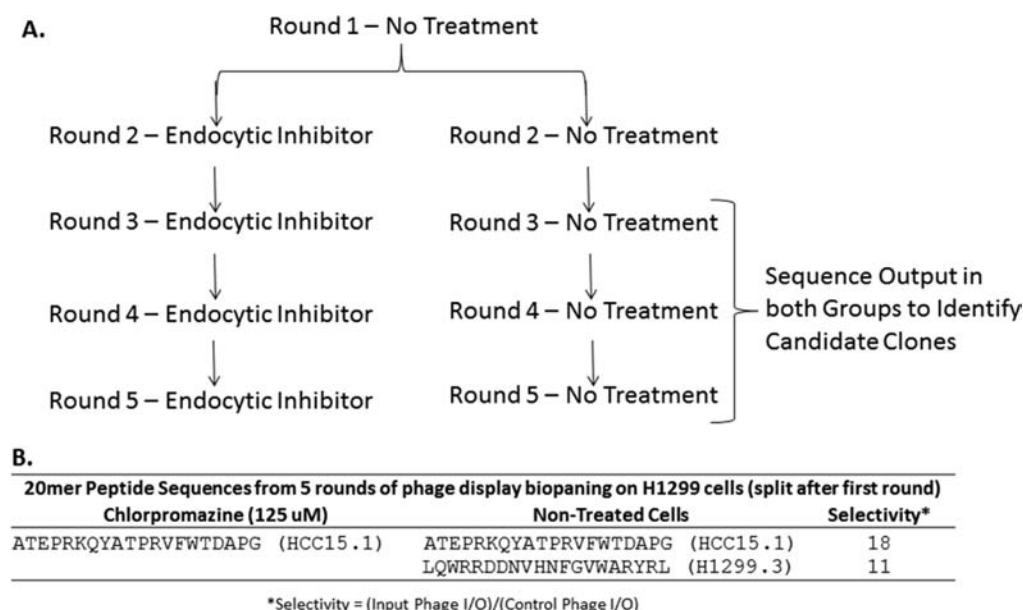 A.
Round 1 – No Treatment
Round 2 – Endocytic Inhibitor
Round 2 – No Treatment
Round 3 – Endocytic Inhibitor
Round 3 – No Treatment
Round 4 – Endocytic Inhibitor
Round 4 – No Treatment
Round 5 – Endocytic Inhibitor
Round 5 – No Treatment
Sequence Output in
both Groups to Identify
Candidate Clones
B.
20mer Peptide Sequences from 5 rounds of phage display biopaning on H1299 cells (split after first round)
Chlorpromazine (125 uM) Non-Treated Cells Selectivity*
ATEPRKQYATPRVFWTDAPG (HCC15.1) ATEPRKQYATPRVFWTDAPG (HCC15.1) 18
LQWRRDDNVHNFGVWARYRL (H1299.3) 11
*Selectivity = (Input Phage I/O)/(Control Phage I/O)